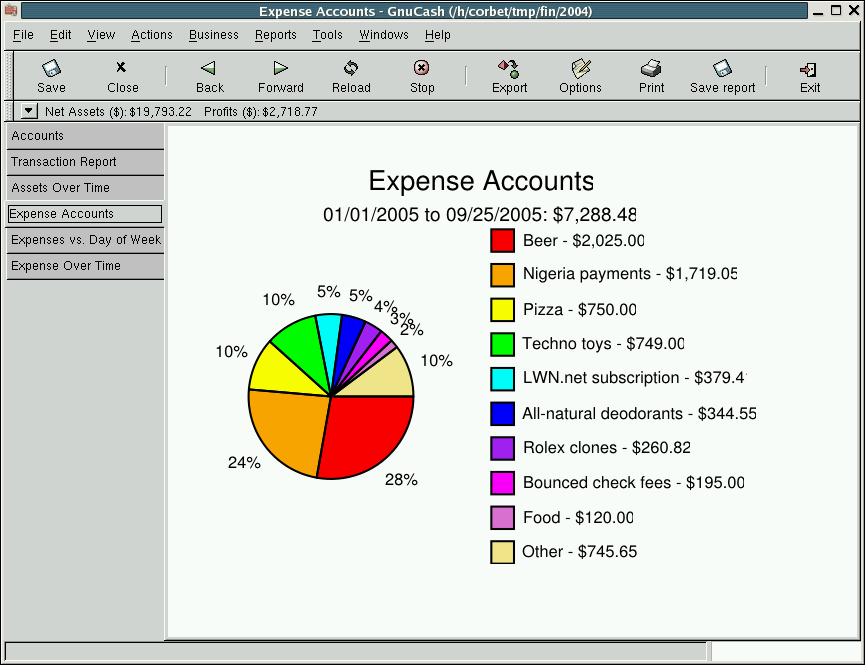 Expense Accounts - GnuCash (/h/corbet/tmp/fin/2004)
File Edit View Actions Business Reports Tools Windows Help
Save Close Back Forward Reload Stop Export Options Print Save report Exit
Net Assets ($): $19,793.22 Profits ($): $2,718.77
Accounts
Transaction Report
Assets Over Time
Expense Accounts
Expenses vs. Day of Week
Expense Over Time
Expense Accounts
01/01/2005 to 09/25/2005: $7,288.48
Beer - $2,025.00
Nigeria payments - $1,719.05
Pizza - $750.00
Techno toys - $749.00
LWN.net subscription - $379.4
All-natural deodorants - $344.55
Rolex clones - $260.82
Bounced check fees - $195.00
Food - $120.00
Other - $745.65
10%
5%
5%
4%
3%
2%
10%
10%
24%
28%